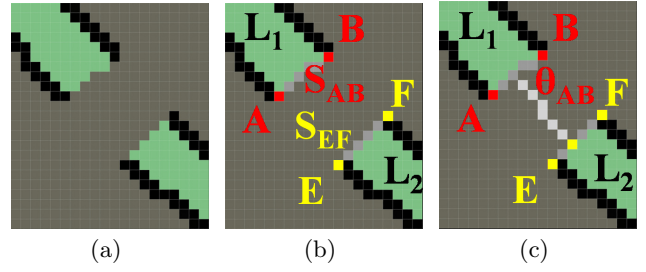 L1 B
SAB
A F
SEF
E L2
L1 B
θAB
A F
E L2
(a) (b) (c)